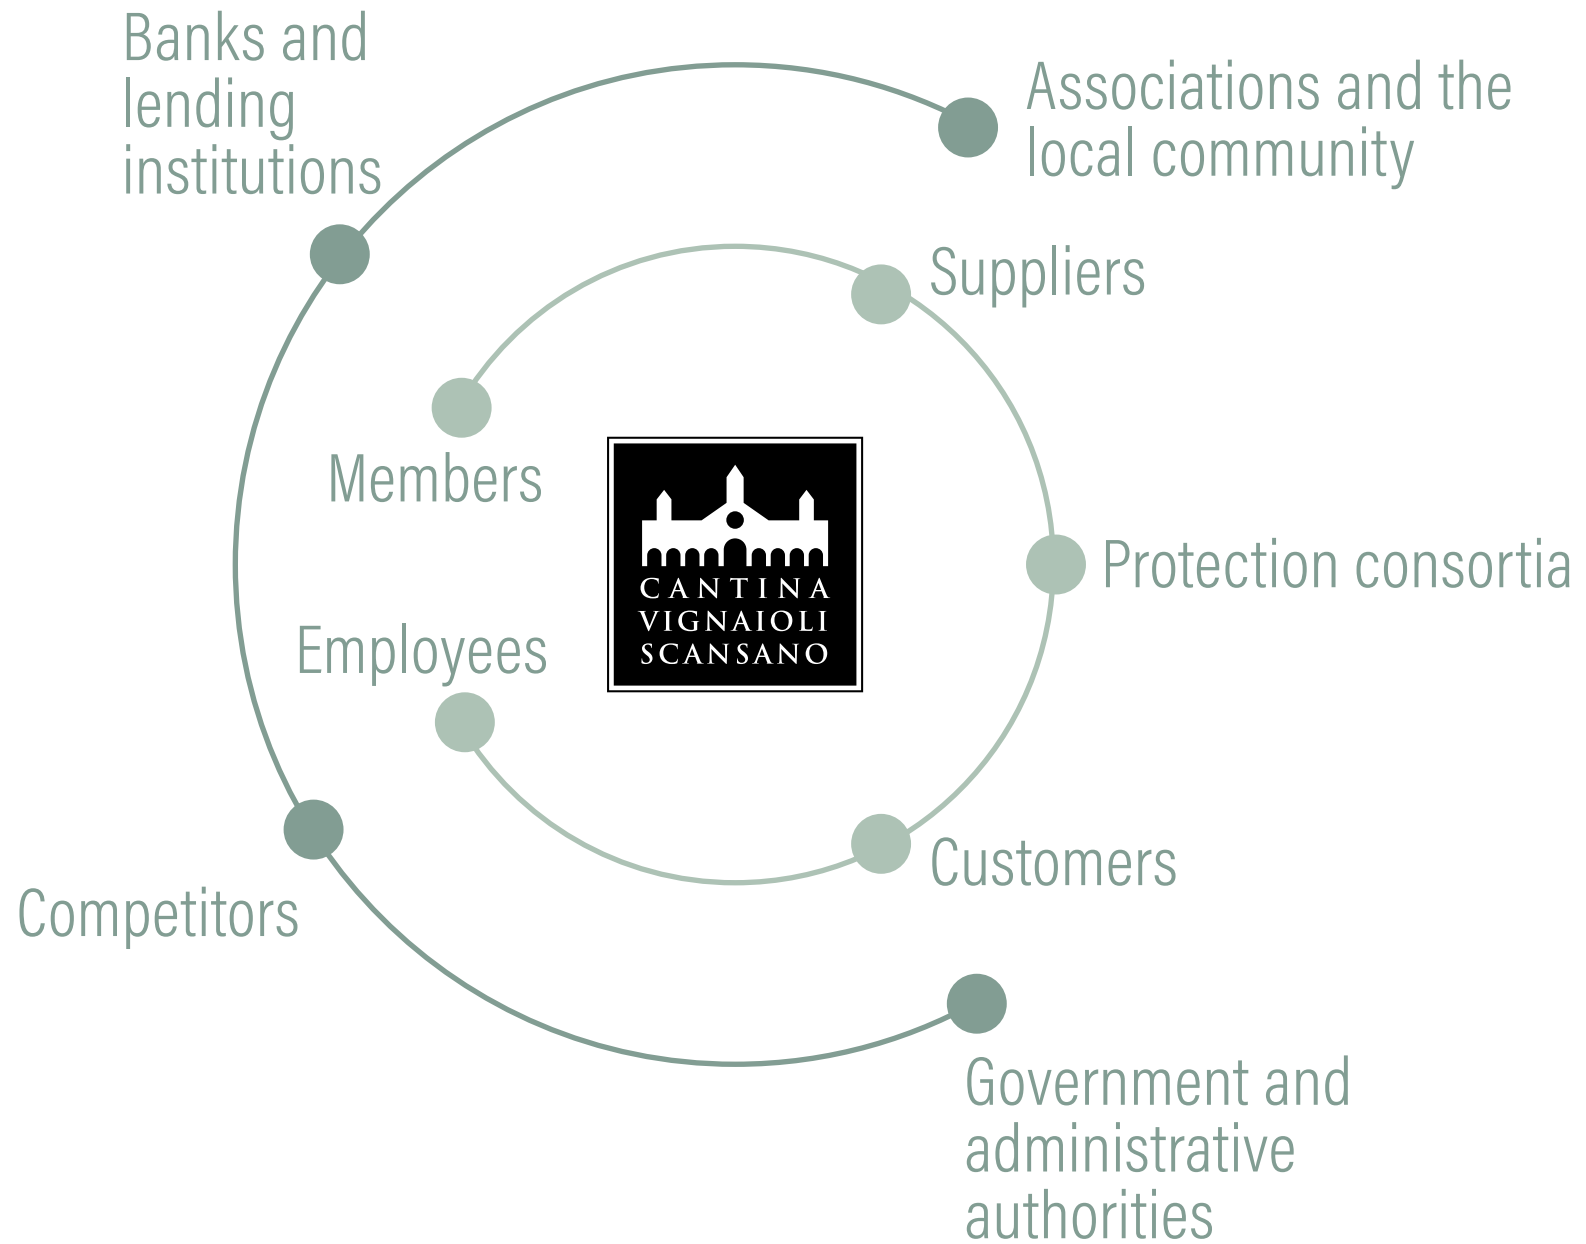 Banks and
lending
institutions
Associations and the
local community
Suppliers
Members
Protection consortia
CANTINA
VIGNAIOLI
SCANSANO
Employees
Customers
Competitors
Government and
administrative
authorities